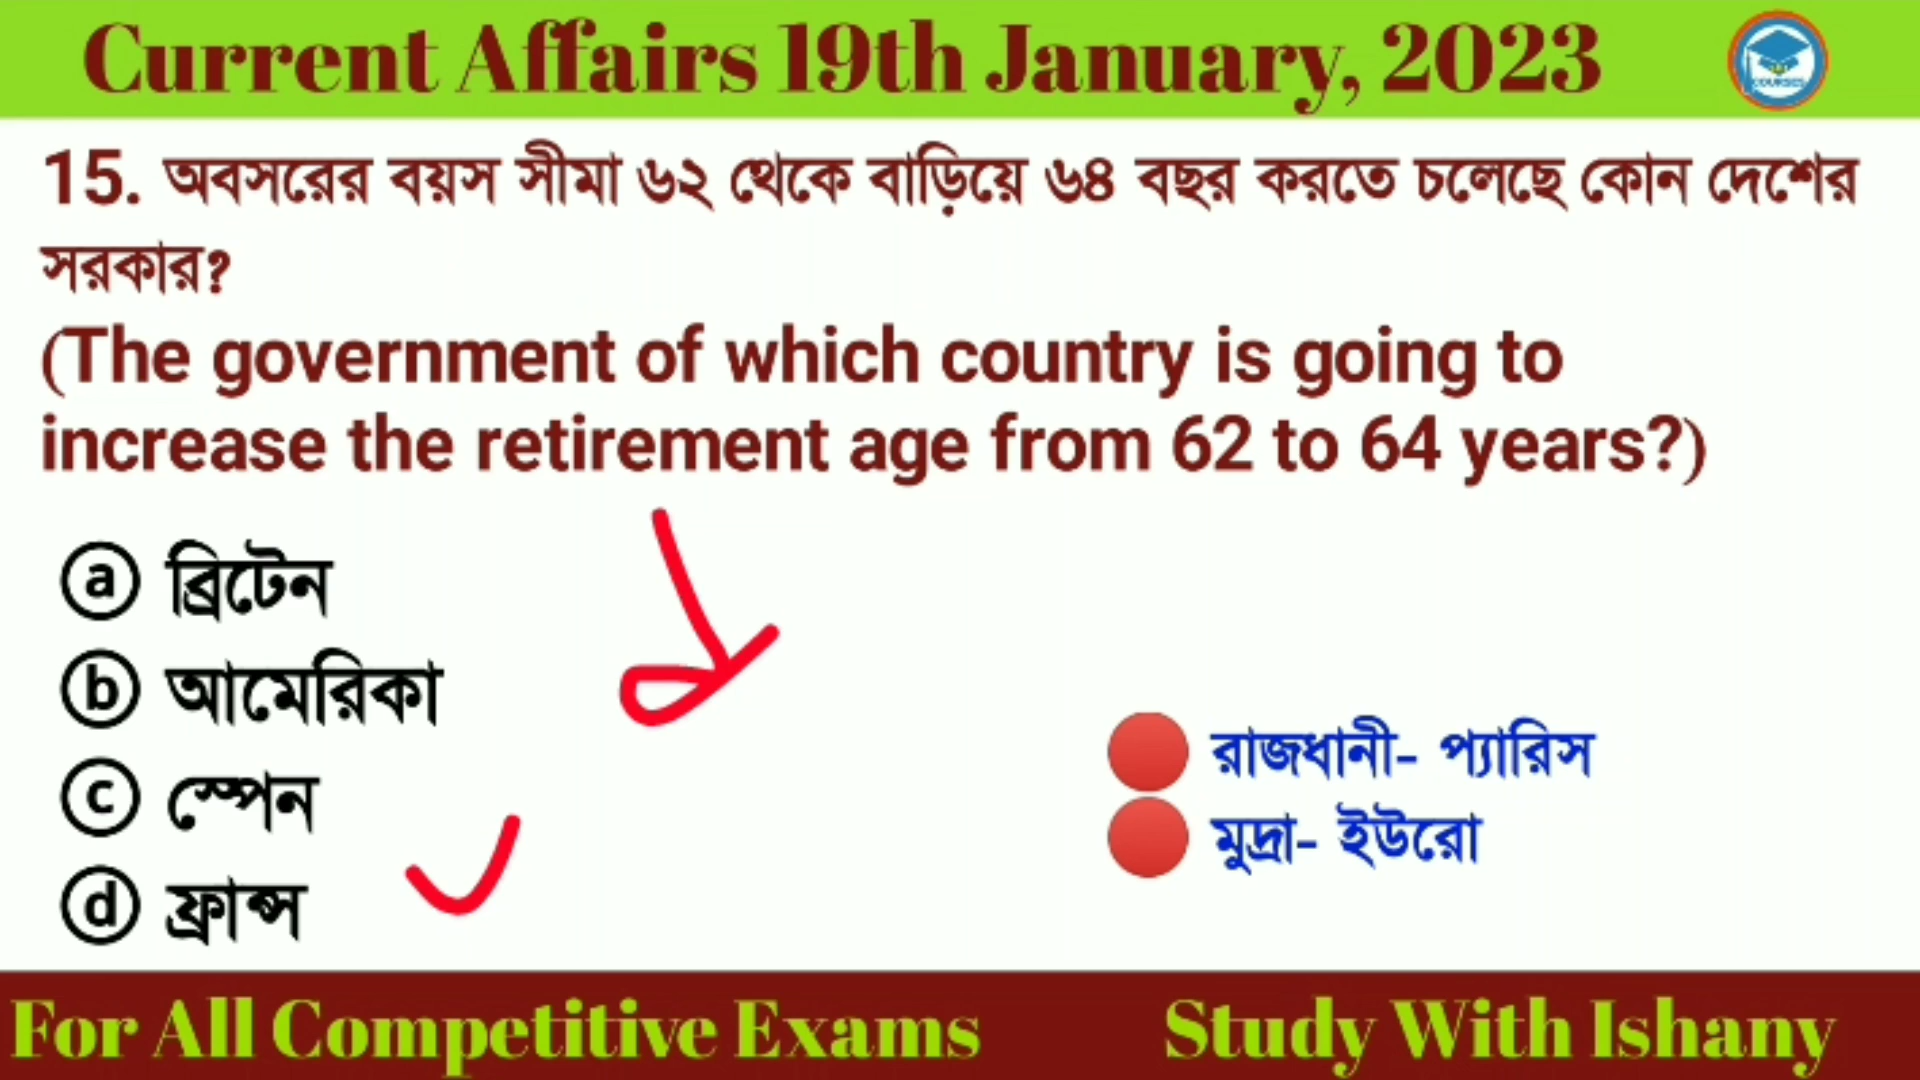 Current Affairs 19th January, 2023
COURSES
15. অবসরের বয়স সীমা ৬২ থেকে বাড়িয়ে ৬৪ বছর করতে চলেছে কোন দেশের
সরকার?
(The government of which country is going to
increase the retirement age from 62 to 64 years?)
ⓐ ব্রিটেন
ⓑ আমেরিকা
ⓒ স্পেন
ⓓ ফ্রান্স
রাজধানী- প্যারিস
মুদ্রা- ইউরো
For All Competitive Exams
Study With Ishany